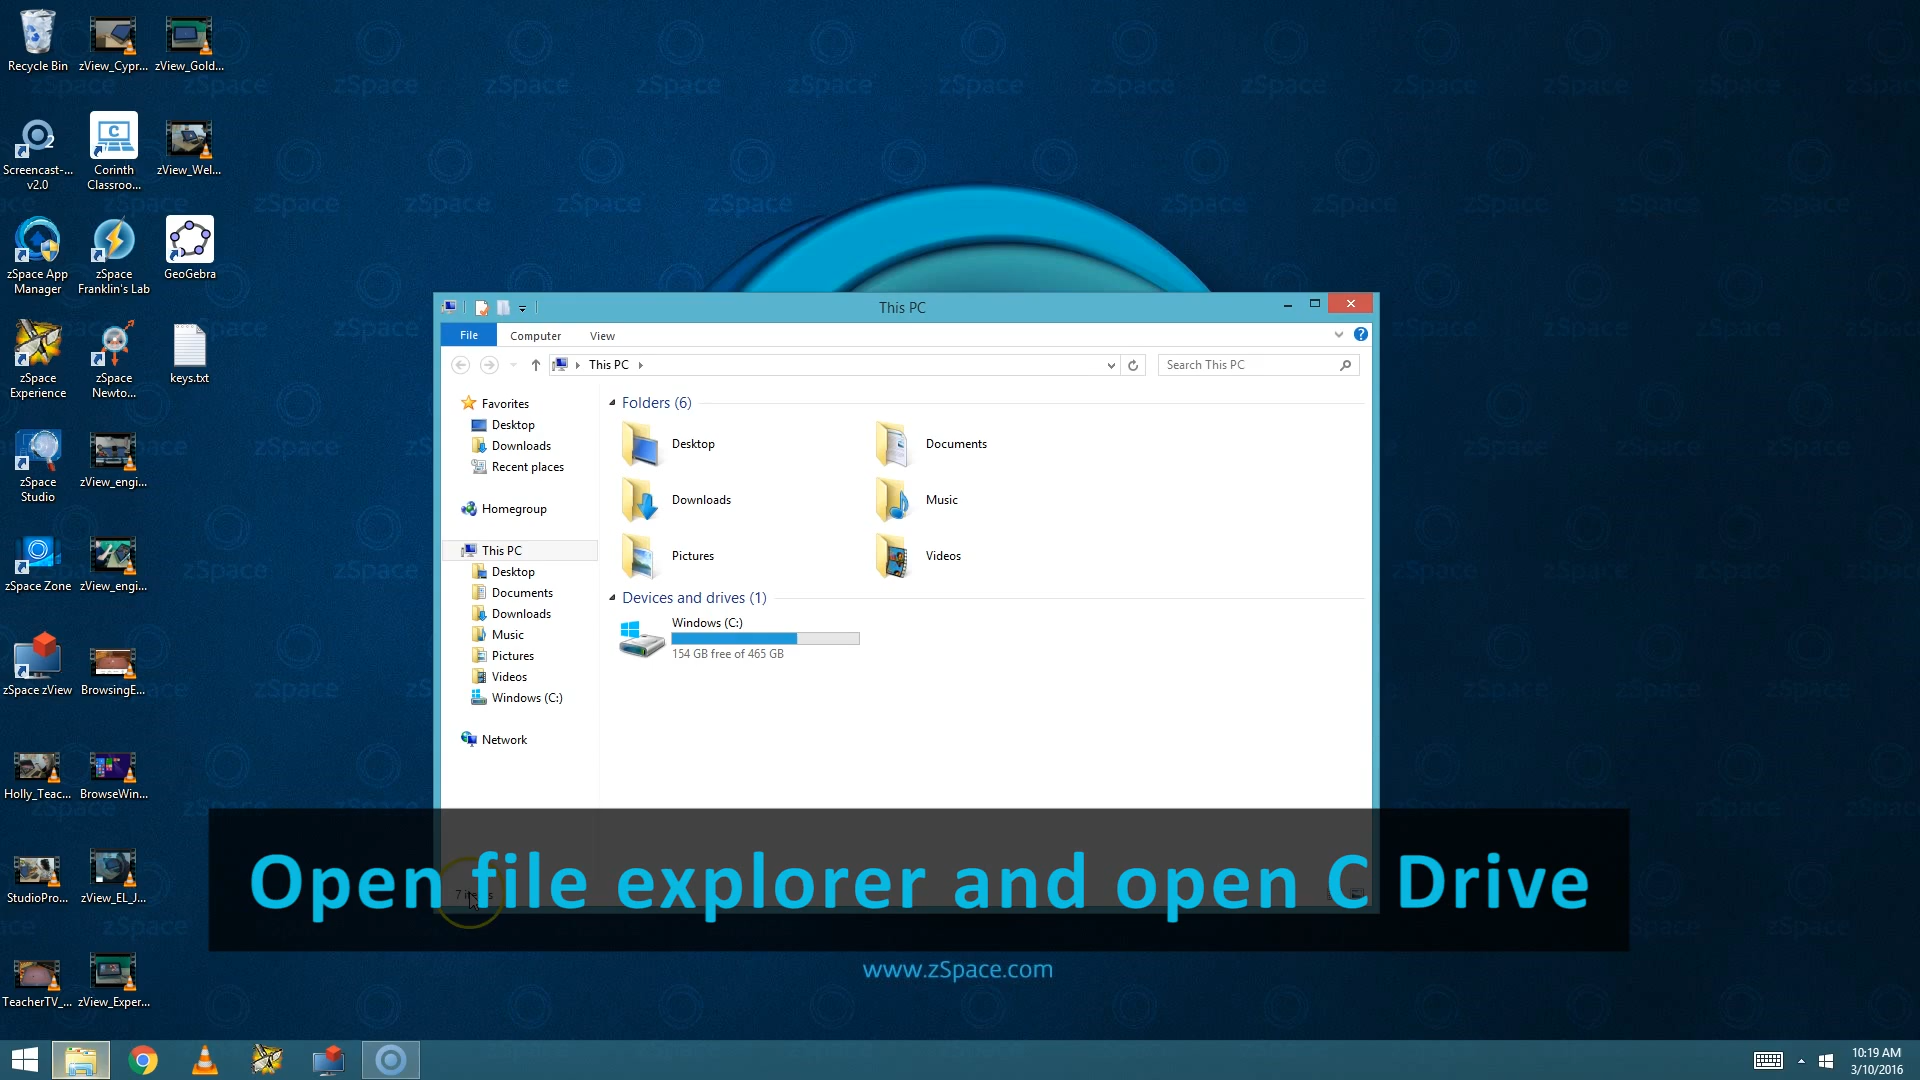 Recycle Bin
zView_Cypr...
zView_Gold...
Screencast-...
v2.0
Corinth
Classroo...
zView_Wel...
zSpace App
Manager
zSpace
Franklin's Lab
GeoGebra
zSpace
Experience
zSpace
Newto...
keys.txt
zSpace
Studio
zView_engi...
zSpace Zone
zView_engi...
zSpace zView
BrowsingE...
Holly_Teac...
BrowseWin...
StudioPro...
zView_EL_J...
TeacherTV_...
zView_Exper...
This PC
File
Computer
View
This PC
Search This PC
Favorites
Desktop
Downloads
Recent places
Homegroup
This PC
Desktop
Documents
Downloads
Music
Pictures
Videos
Windows (C:)
Network
Folders (6)
Desktop
Documents
Downloads
Music
Pictures
Videos
Devices and drives (1)
Windows (C:)
154 GB free of 465 GB
Open file explorer and open C Drive
www.zSpace.com
10:19 AM
3/10/2016